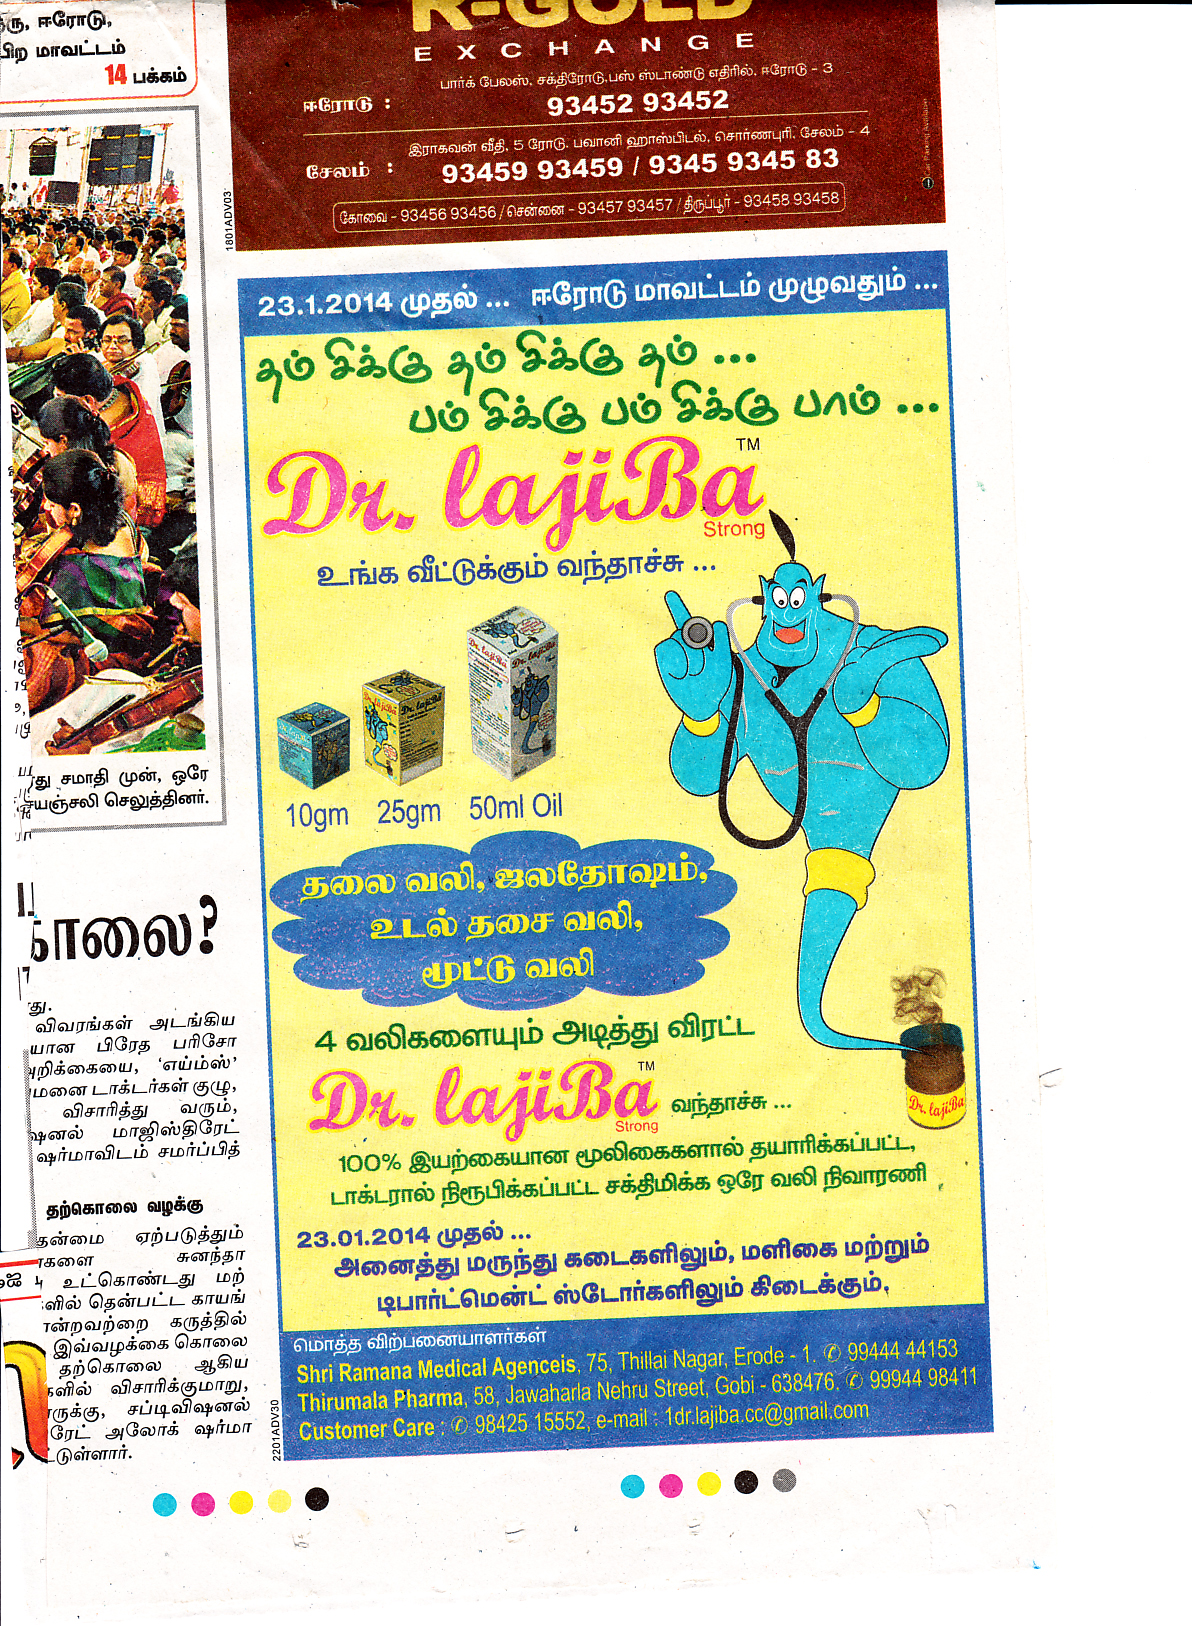 ஈரோடு,
பிற மாவட்டம்
14 பக்கம்
து சமாதி முன், ஒரே
செலுத்தினர்.
R-GOLD
EXCHANGE
பார்க் பேலஸ், சக்திரோடு,பஸ் ஸ்டாண்டு எதிரில், ஈரோடு - 3
ஈரோடு : 93452 93452
இராகவன் வீதி, 5 ரோடு, பவானி ஹாஸ்பிடல், சொர்ணபுரி, சேலம் - 4
சேலம் : 93459 93459 / 9345 9345 83
கோவை - 93456 93456 / சென்னை - 93457 93457 / திருப்பூர் - 93458 93458
1801ADV03
23.1.2014 முதல் ... ஈரோடு மாவட்டம் முழுவதும் ...
தம் சிக்கு தம் சிக்கு தம் ...
பம் சிக்கு பம் சிக்கு பாம் ...
Dr. lajiBa TM
Strong
உங்க வீட்டுக்கும் வந்தாச்சு ...
10gm 25gm 50ml Oil
தலை வலி, ஜலதோஷம்,
உடல் தசை வலி,
மூட்டு வலி
4 வலிகளையும் அடித்து விரட்ட
Dr. lajiBa TM வந்தாச்சு ...
Strong
Dr. lajiBa
100% இயற்கையான மூலிகைகளால் தயாரிக்கப்பட்ட,
டாக்டரால் நிரூபிக்கப்பட்ட சக்திமிக்க ஒரே வலி நிவாரணி
23.01.2014 முதல் ...
அனைத்து மருந்து கடைகளிலும், மளிகை மற்றும்
டிபார்ட்மென்ட் ஸ்டோர்களிலும் கிடைக்கும்.
மொத்த விற்பனையாளர்கள்
Shri Ramana Medical Agenceis, 75, Thillai Nagar, Erode - 1. ✆ 99444 44153
Thirumala Pharma, 58, Jawaharla Nehru Street, Gobi - 638476. ✆ 99944 98411
Customer Care : ✆ 98425 15552, e-mail : 1dr.lajiba.cc@gmail.com
2201ADV30
காலை?
து.
விவரங்கள் அடங்கிய
யான பிரேத பரிசோ
அறிக்கையை, ‘எய்ம்ஸ்’
மனை டாக்டர்கள் குழு,
விசாரித்து வரும்,
ஷனல் மாஜிஸ்திரேட்
ஷர்மாவிடம் சமர்ப்பித்
தற்கொலை வழக்கு
தன்மை ஏற்படுத்தும்
களை சுனந்தா
உட்கொண்டது மற்
ளில் தென்பட்ட காயங்
ன்றவற்றை கருத்தில்
இவ்வழக்கை கொலை
தற்கொலை ஆகிய
களில் விசாரிக்குமாறு,
ருக்கு, சப்டிவிஷனல்
ரேட் அலோக் ஷர்மா
ட்டுள்ளார்.